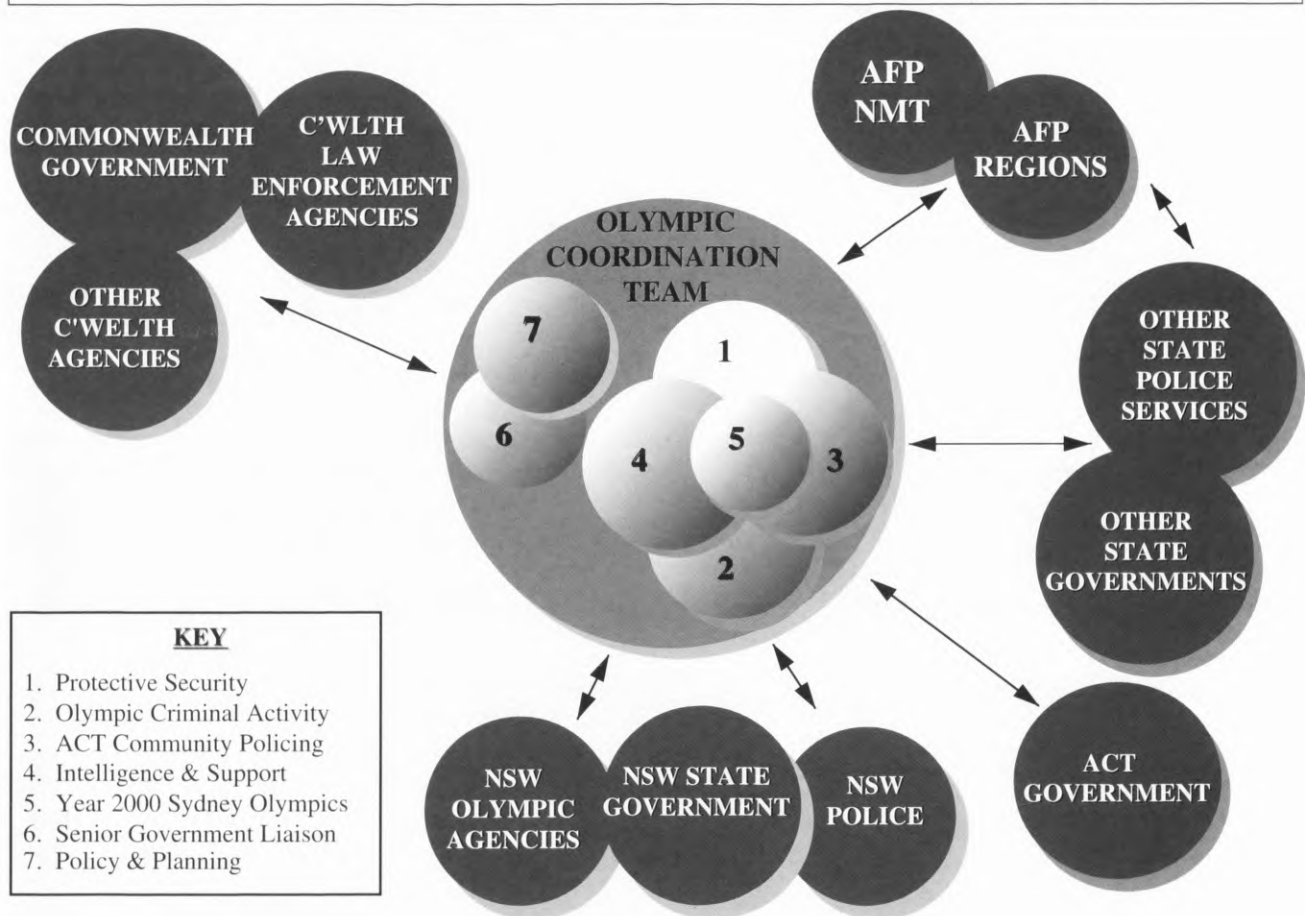 COMMONWEALTH
GOVERNMENT
C'WLTH
LAW
ENFORCEMENT
AGENCIES
OTHER
C'WELTH
AGENCIES
AFP
NMT
AFP
REGIONS
OLYMPIC
COORDINATION
TEAM
7
6
1
4
5
3
2
OTHER
STATE
POLICE
SERVICES
OTHER
STATE
GOVERNMENTS
KEY
1. Protective Security
2. Olympic Criminal Activity
3. ACT Community Policing
4. Intelligence & Support
5. Year 2000 Sydney Olympics
6. Senior Government Liaison
7. Policy & Planning
NSW
OLYMPIC
AGENCIES
NSW STATE
GOVERNMENT
NSW
POLICE
ACT
GOVERNMENT